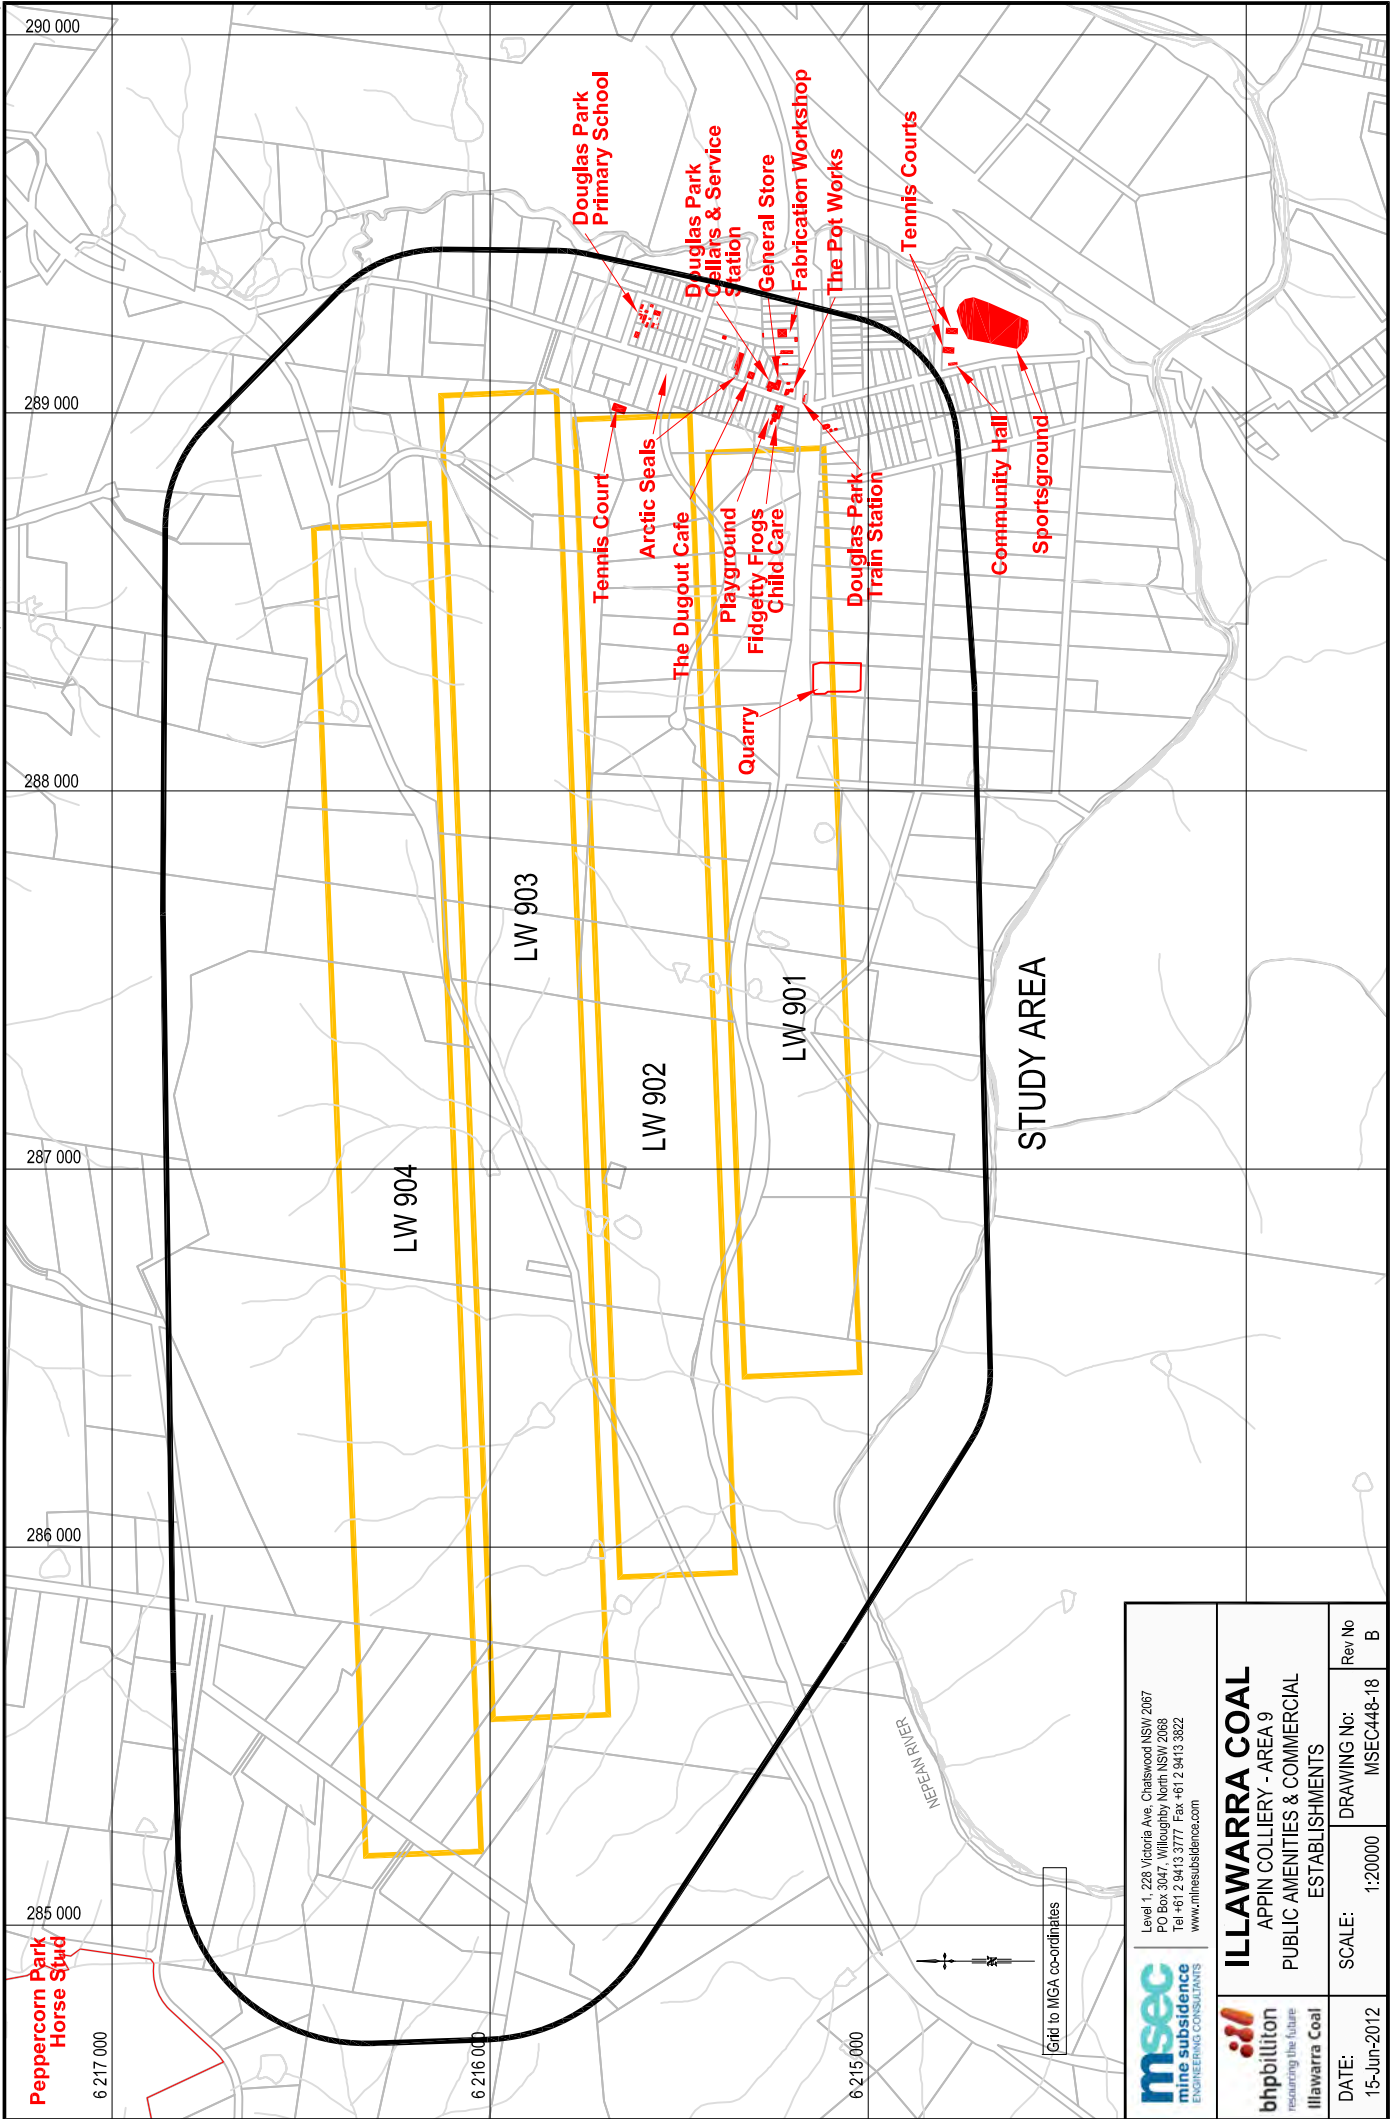 Peppercorn Park
Horse Stud
285 000
286 000
287 000
288 000
289 000
290 000
6 217 000
6 216 000
6 215 000
LW 904
LW 903
LW 902
LW 901
STUDY AREA
NEPEAN RIVER
Douglas Park
Primary School
Douglas Park
Cellars & Service
Station
General Store
Fabrication Workshop
The Pot Works
Tennis Courts
Tennis Court
Arctic Seals
The Dugout Cafe
Playground
Fidgetty Frogs
Child Care
Quarry
Douglas Park
Train Station
Community Hall
Sportsground
N
Grid to MGA co-ordinates
msec
mine subsidence
ENGINEERING CONSULTANTS
Level 1, 228 Victoria Ave, Chatswood NSW 2067
PO Box 3047, Willoughby North NSW 2068
Tel +61 2 9413 3777 Fax +61 2 9413 3822
www.minesubsidence.com
bhpbilliton
resourcing the future
Illawarra Coal
ILLAWARRA COAL
APPIN COLLIERY - AREA 9
PUBLIC AMENITIES & COMMERCIAL
ESTABLISHMENTS
DATE:
15-Jun-2012
SCALE:
1:20000
DRAWING No:
MSEC448-18
Rev No
B